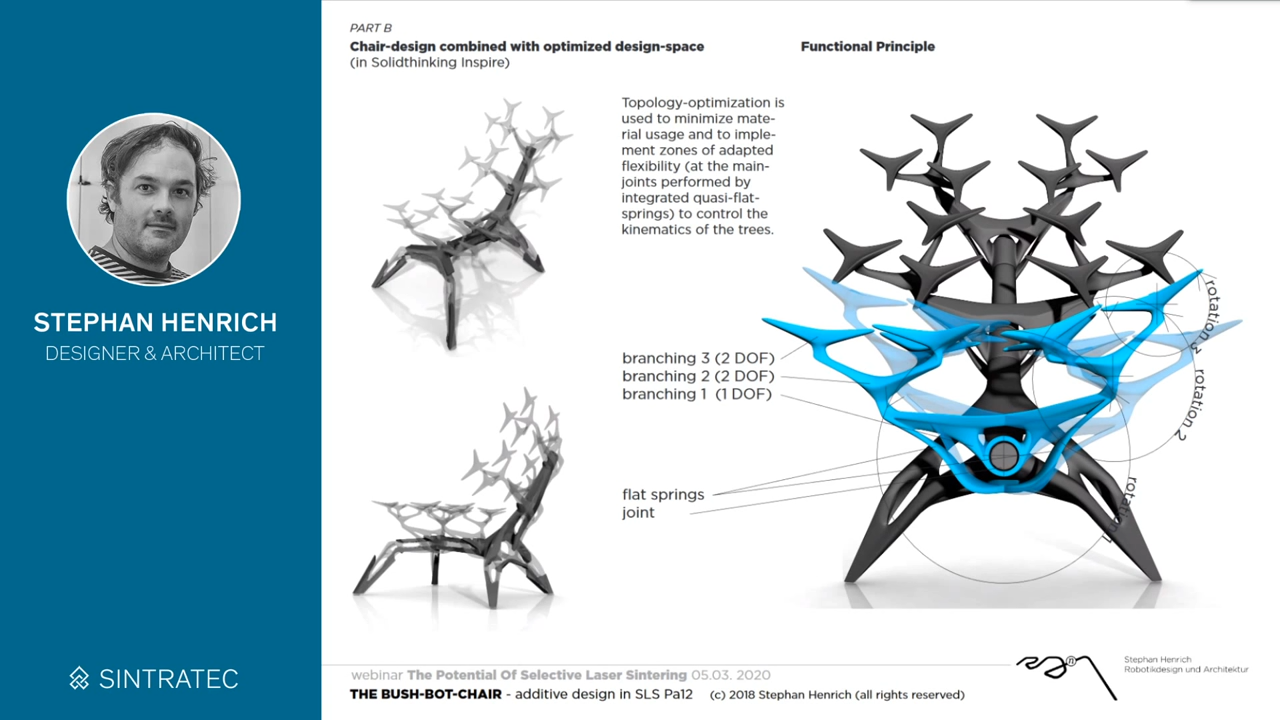 STEPHAN HENRICH
DESIGNER & ARCHITECT
SINTRATEC
PART B
Chair-design combined with optimized design-space
(in Solidthinking Inspire)
Functional Principle
Topology-optimization is
used to minimize mate-
rial usage and to imple-
ment zones of adapted
flexibility (at the main-
joints performed by
integrated quasi-flat-
springs) to control the
kinematics of the trees.
branching 3 (2 DOF)
branching 2 (2 DOF)
branching 1 (1 DOF)
flat springs
joint
rotation 3
rotation 2
rotation 1
webinar The Potential Of Selective Laser Sintering 05.03. 2020
THE BUSH-BOT-CHAIR - additive design in SLS Pa12 (c) 2018 Stephan Henrich (all rights reserved)
Stephan Henrich
Robotikdesign und Architektur